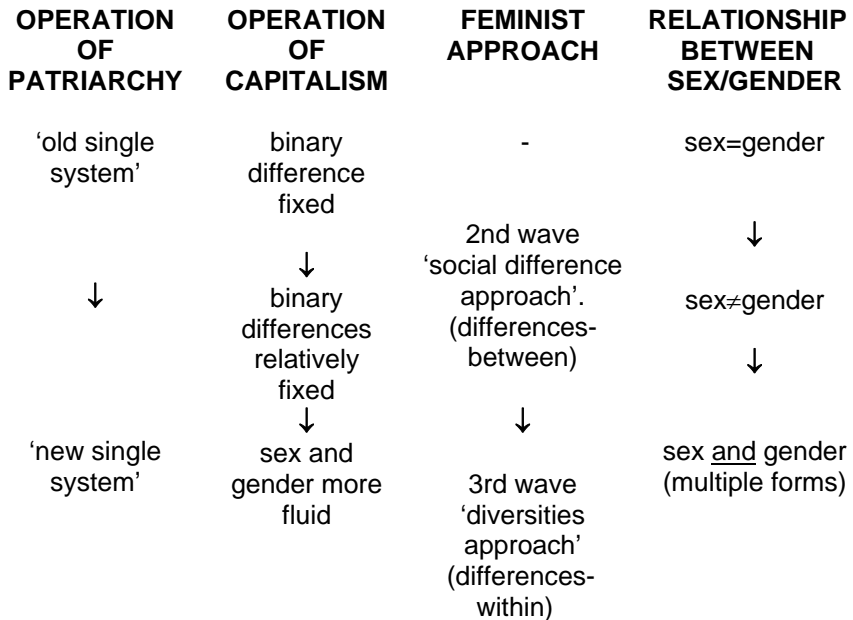 OPERATION
OF
PATRIARCHY
OPERATION
OF
CAPITALISM
FEMINIST
APPROACH
RELATIONSHIP
BETWEEN
SEX/GENDER
‘old single
system’
binary
difference
fixed
-
sex=gender
↓
↓
binary
differences
relatively
fixed
2nd wave
‘social difference
approach’.
(differences-
between)
↓
sex≠gender
↓
‘new single
system’
↓
sex and
gender more
fluid
↓
3rd wave
‘diversities
approach’
(differences-
within)
sex and gender
(multiple forms)